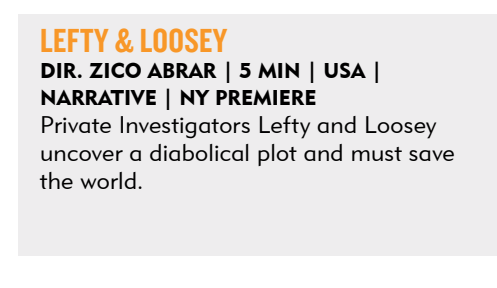 LEFTY & LOOSEY
DIR. ZICO ABRAR | 5 MIN | USA |
NARRATIVE | NY PREMIERE
Private Investigators Lefty and Loosey
uncover a diabolical plot and must save
the world.